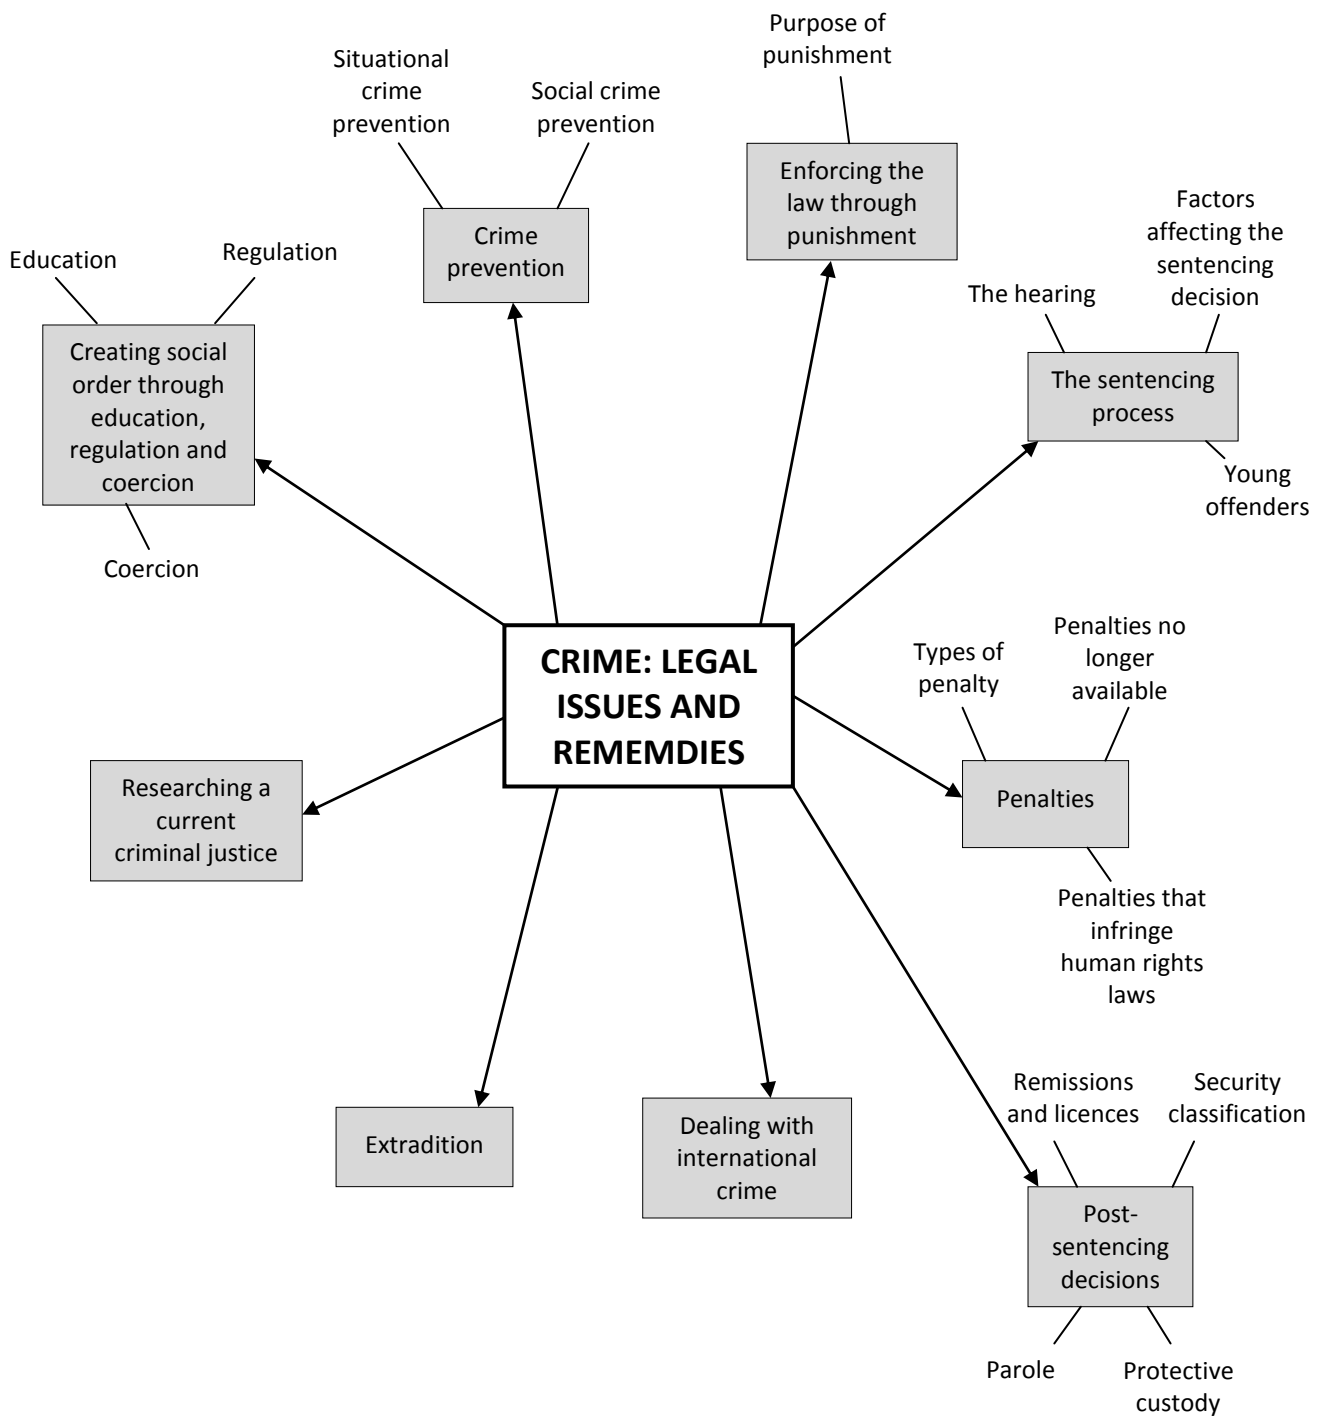 Purpose of
punishment
Situational
crime
prevention
Social crime
prevention
Enforcing the
law through
punishment
Factors
affecting the
sentencing
decision
Crime
prevention
Education
Regulation
The hearing
Creating social
order through
education,
regulation and
coercion
The sentencing
process
Young
offenders
Coercion
CRIME: LEGAL
ISSUES AND
REMEMDIES
Types of
penalty
Penalties no
longer
available
Researching a
current
criminal justice
Penalties
Penalties that
infringe
human rights
laws
Remissions
and licences
Security
classification
Extradition
Dealing with
international
crime
Post-
sentencing
decisions
Parole
Protective
custody